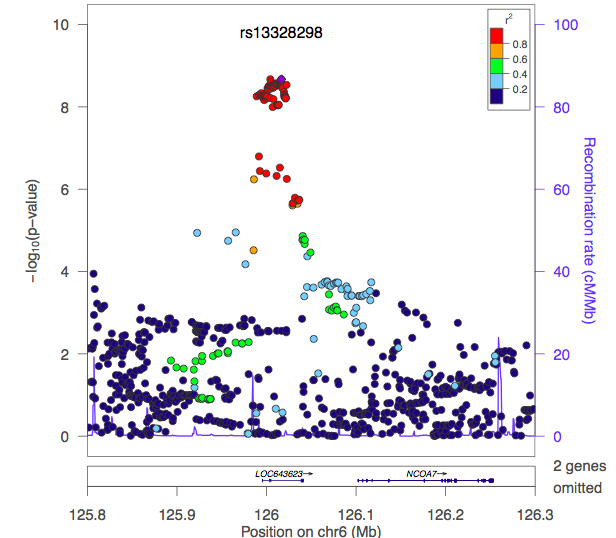 rs13328298
r²
0.8
0.6
0.4
0.2
10
8
6
4
2
0
−log10(p−value)
100
80
60
40
20
0
Recombination rate (cM/Mb)
LOC643623→
NCOA7→
2 genes
omitted
125.8 125.9 126 126.1 126.2 126.3
Position on chr6 (Mb)